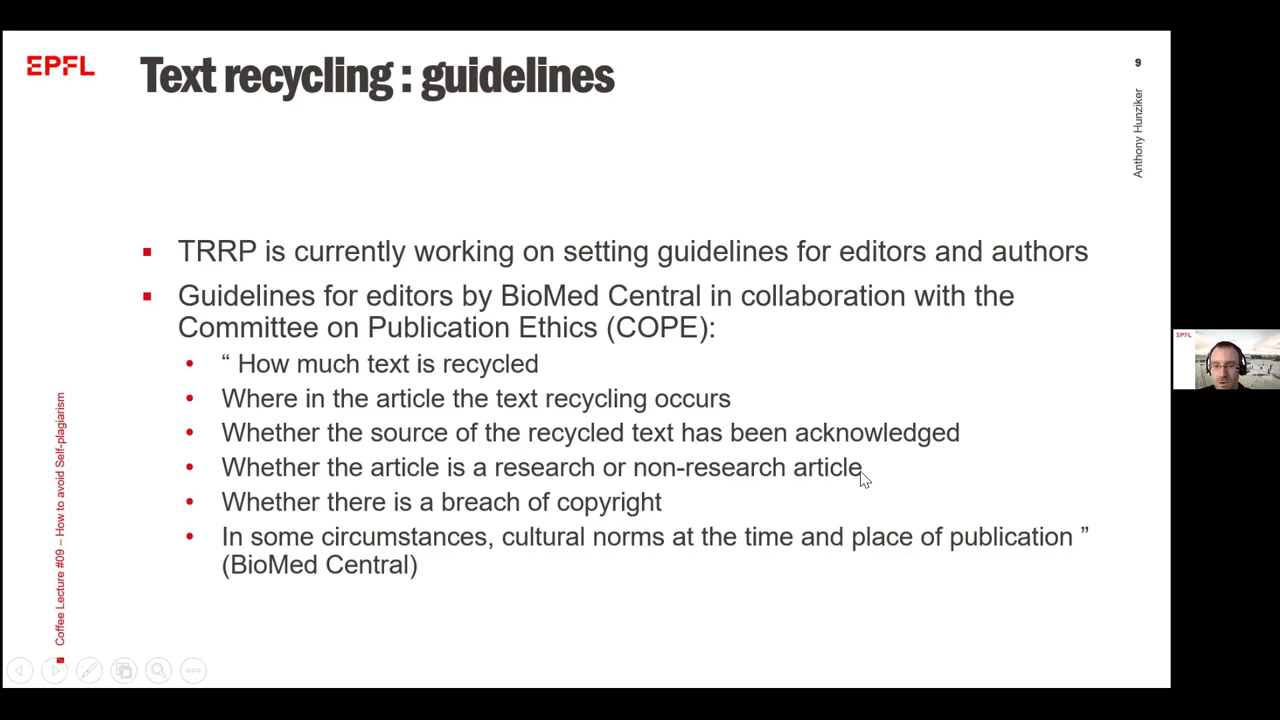 EPFL
Text recycling : guidelines
9
Anthony Hunziker
TRRP is currently working on setting guidelines for editors and authors
Guidelines for editors by BioMed Central in collaboration with the
Committee on Publication Ethics (COPE):
“ How much text is recycled
Where in the article the text recycling occurs
Whether the source of the recycled text has been acknowledged
Whether the article is a research or non-research article
Whether there is a breach of copyright
In some circumstances, cultural norms at the time and place of publication ”
(BioMed Central)
Coffee Lecture #09 – How to avoid Self-plagiarism
EPFL